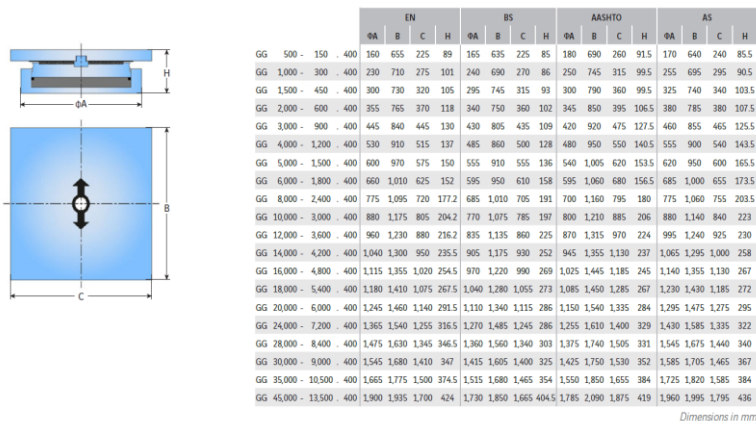 H
ΦA
B
C
EN BS AASHTO AS
ΦA B C H ΦA B C H ΦA B C H ΦA B C H
GG 500 - 150 . 400 160 655 225 89 165 635 225 85 180 690 260 91.5 170 640 240 85.5
GG 1,000 - 300 . 400 230 710 275 101 240 690 270 86 250 745 315 99.5 255 695 295 90.5
GG 1,500 - 450 . 400 300 730 320 105 295 745 315 93 300 790 360 99.5 325 740 340 103.5
GG 2,000 - 600 . 400 355 765 370 118 340 750 360 102 345 850 395 106.5 380 785 380 107.5
GG 3,000 - 900 . 400 445 840 445 130 430 805 435 109 420 920 475 127.5 460 855 465 125.5
GG 4,000 - 1,200 . 400 530 910 515 137 485 860 500 128 480 950 550 140.5 555 900 540 143.5
GG 5,000 - 1,500 . 400 600 970 575 150 555 910 555 136 540 1,005 620 153.5 620 950 600 165.5
GG 6,000 - 1,800 . 400 660 1,010 625 152 595 950 610 158 595 1,060 680 156.5 685 1,000 655 173.5
GG 8,000 - 2,400 . 400 775 1,095 720 177.2 685 1,010 705 191 700 1,160 795 180 775 1,060 755 203.5
GG 10,000 - 3,000 . 400 880 1,175 805 204.2 770 1,075 785 197 800 1,210 885 206 880 1,140 840 223
GG 12,000 - 3,600 . 400 960 1,230 880 216.2 835 1,135 860 225 870 1,315 970 224 995 1,240 925 230
GG 14,000 - 4,200 . 400 1,040 1,300 950 235.5 905 1,175 930 252 945 1,355 1,130 237 1,065 1,295 1,000 258
GG 16,000 - 4,800 . 400 1,115 1,355 1,020 254.5 970 1,220 990 269 1,025 1,445 1,185 245 1,140 1,355 1,130 267
GG 18,000 - 5,400 . 400 1,180 1,410 1,075 267.5 1,040 1,280 1,055 273 1,085 1,450 1,285 267 1,230 1,430 1,185 272
GG 20,000 - 6,000 . 400 1,245 1,460 1,140 291.5 1,110 1,340 1,115 286 1,150 1,540 1,335 284 1,295 1,475 1,275 295
GG 24,000 - 7,200 . 400 1,365 1,540 1,255 316.5 1,270 1,485 1,245 286 1,255 1,610 1,400 329 1,430 1,585 1,335 322
GG 28,000 - 8,400 . 400 1,475 1,630 1,345 346.5 1,360 1,560 1,340 303 1,375 1,740 1,505 331 1,545 1,675 1,440 340
GG 30,000 - 9,000 . 400 1,545 1,680 1,410 347 1,415 1,605 1,400 325 1,425 1,750 1,530 352 1,585 1,705 1,465 367
GG 35,000 - 10,500 . 400 1,665 1,775 1,500 374.5 1,515 1,680 1,465 354 1,550 1,850 1,655 384 1,725 1,820 1,585 384
GG 45,000 - 13,500 . 400 1,900 1,935 1,700 424 1,730 1,850 1,665 404.5 1,785 2,090 1,875 419 1,960 1,995 1,795 436
Dimensions in mm